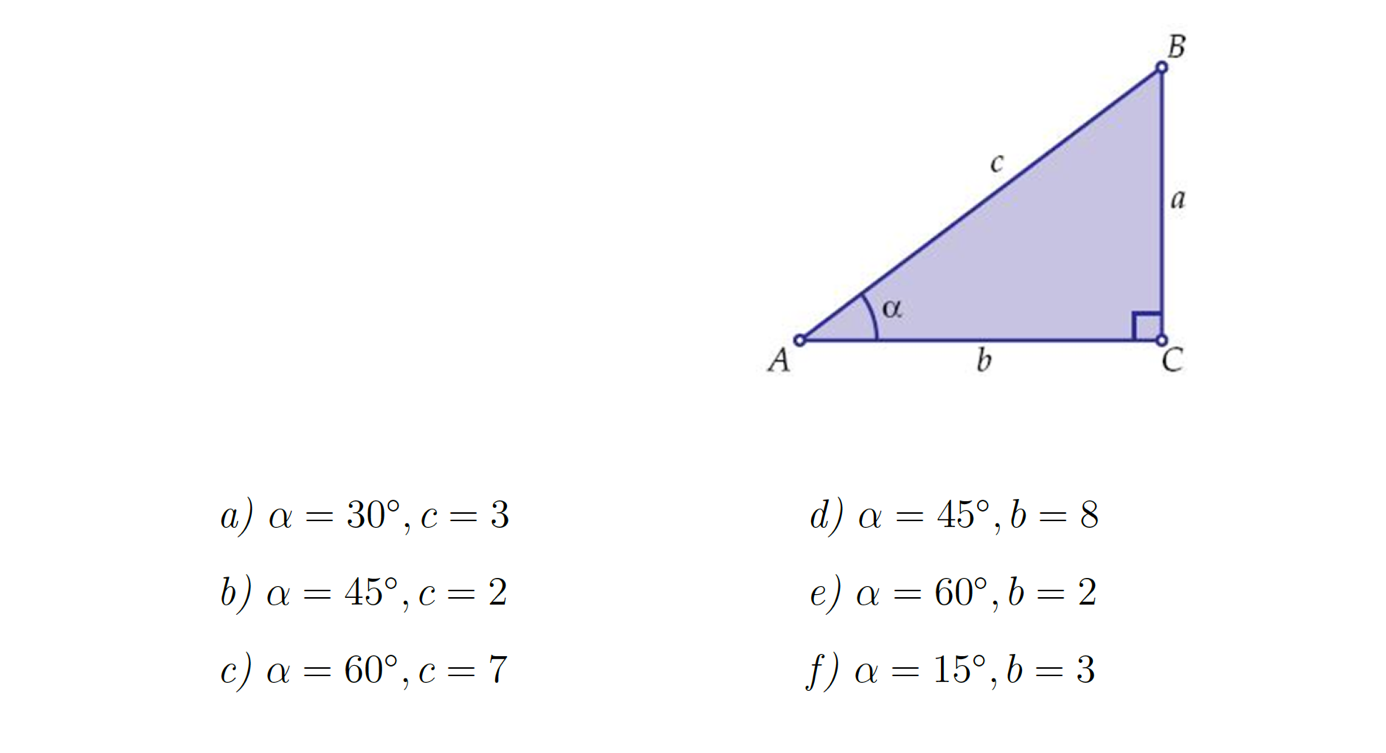 B
c
a
α
A
b
C
a) α = 30°, c = 3
b) α = 45°, c = 2
c) α = 60°, c = 7
d) α = 45°, b = 8
e) α = 60°, b = 2
f) α = 15°, b = 3